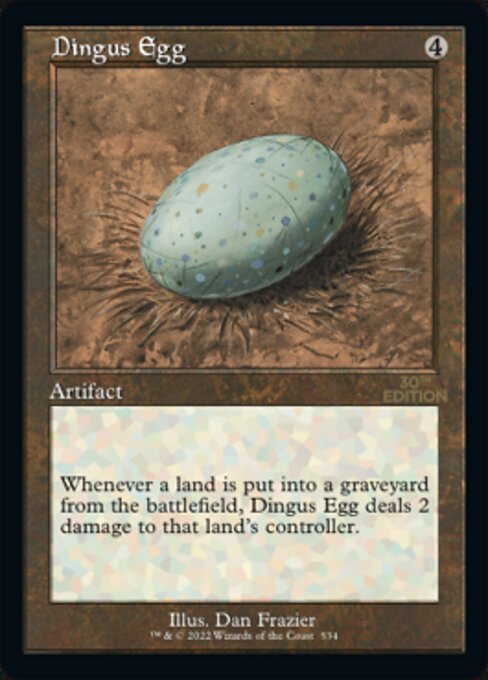 Dingus Egg 4
30TH EDITION
Artifact
Whenever a land is put into a graveyard
from the battlefield, Dingus Egg deals 2
damage to that land's controller.
Illus. Dan Frazier
™ & © 2022 Wizards of the Coast 534